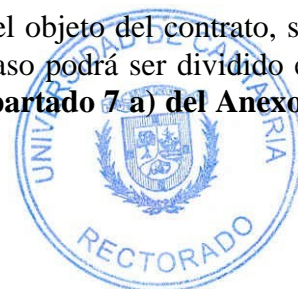 el objeto del contrato, s
aso podrá ser dividido
partado 7 a) del Anexo
UNIVERSIDAD DE CANTABRIA
RECTORADO